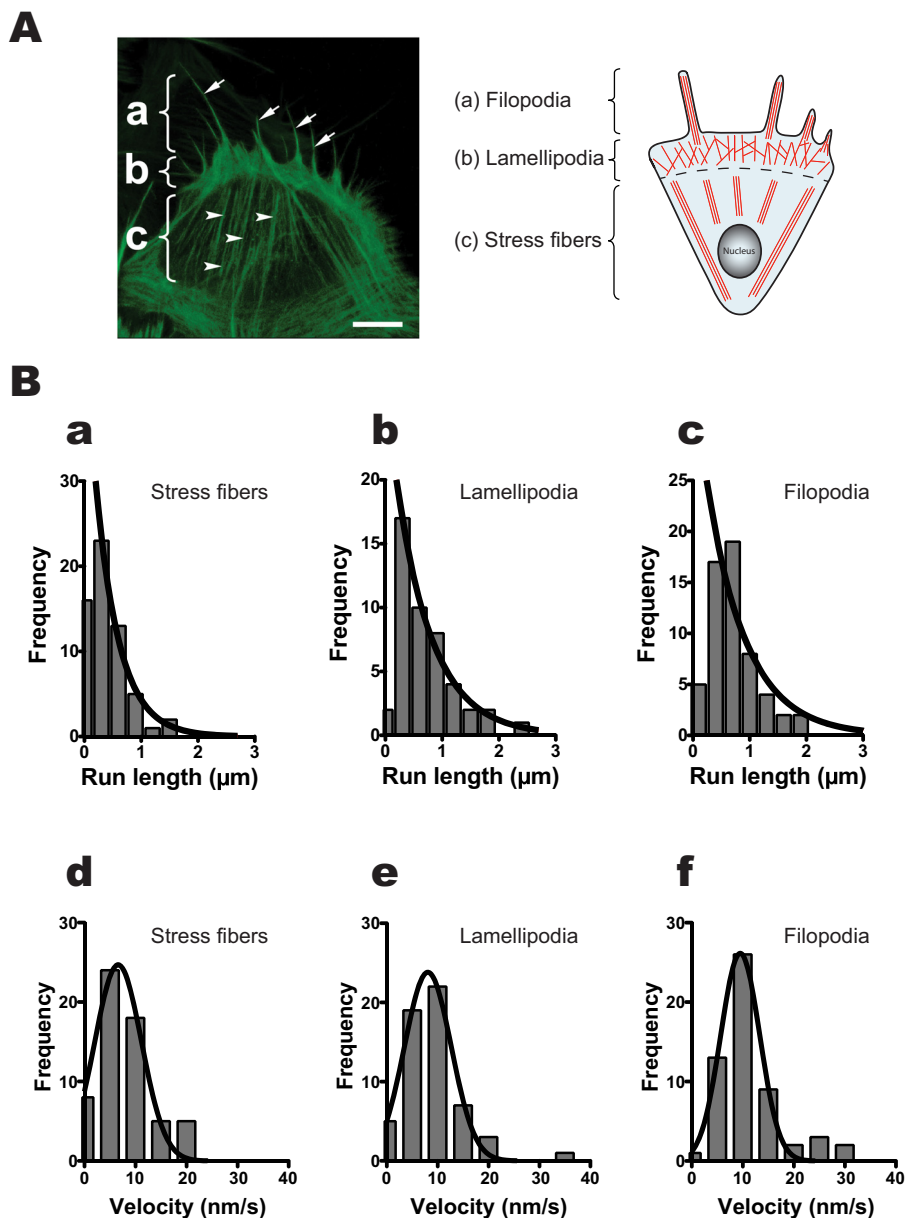 A
a
b
c
(a) Filopodia
(b) Lamellipodia
(c) Stress fibers
Nucleus
B
a
Stress fibers
Frequency
30
20
10
0
0 1 2 3
Run length (µm)
b
Lamellipodia
Frequency
20
15
10
5
0
0 1 2 3
Run length (µm)
c
Filopodia
Frequency
25
20
15
10
5
0
0 1 2 3
Run length (µm)
d
Stress fibers
Frequency
30
20
10
0
0 10 20 30 40
Velocity (nm/s)
e
Lamellipodia
Frequency
30
20
10
0
0 10 20 30 40
Velocity (nm/s)
f
Filopodia
Frequency
30
20
10
0
0 10 20 30 40
Velocity (nm/s)